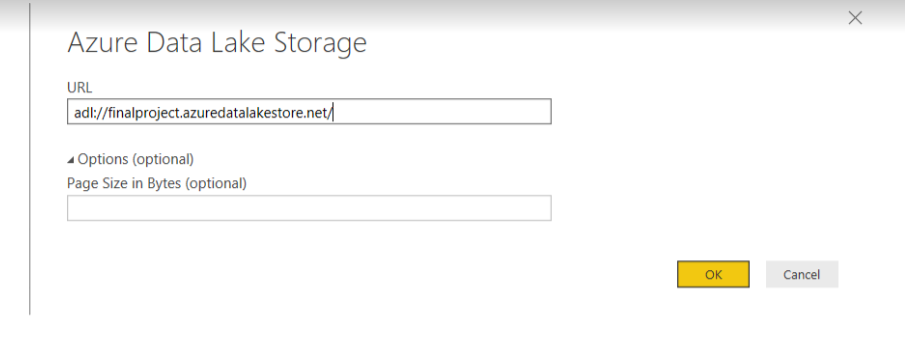 Azure Data Lake Storage
URL
adl://finalproject.azuredatalakestore.net/
Options (optional)
Page Size in Bytes (optional)
OK
Cancel